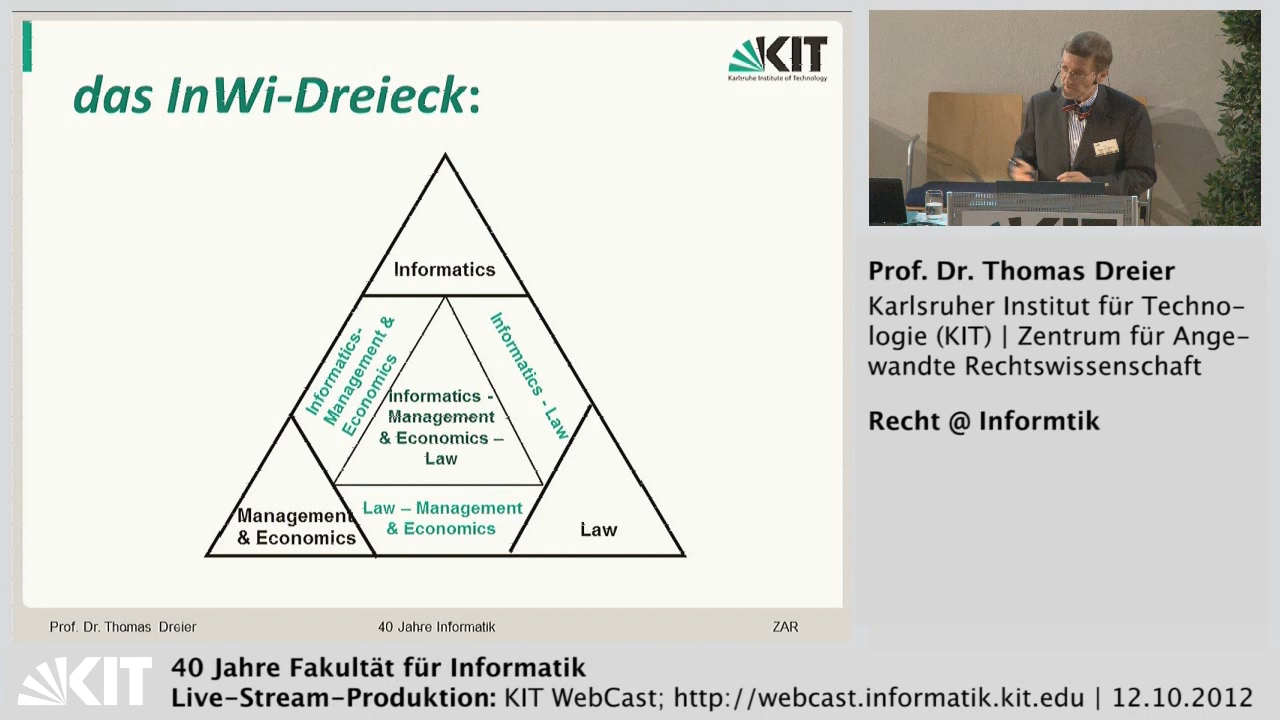 das InWi-Dreieck:
KIT
Karlsruhe Institute of Technology
Informatics
Informatics-
Management &
Economics
Informatics - Law
Informatics -
Management
& Economics –
Law
Management
& Economics
Law – Management
& Economics
Law
Prof. Dr. Thomas Dreier
40 Jahre Informatik
ZAR
KIT
Prof. Dr. Thomas Dreier
Karlsruher Institut für Techno-
logie (KIT) | Zentrum für Ange-
wandte Rechtswissenschaft
Recht @ Informtik
KIT
40 Jahre Fakultät für Informatik
Live-Stream-Produktion: KIT WebCast; http://webcast.informatik.kit.edu | 12.10.2012